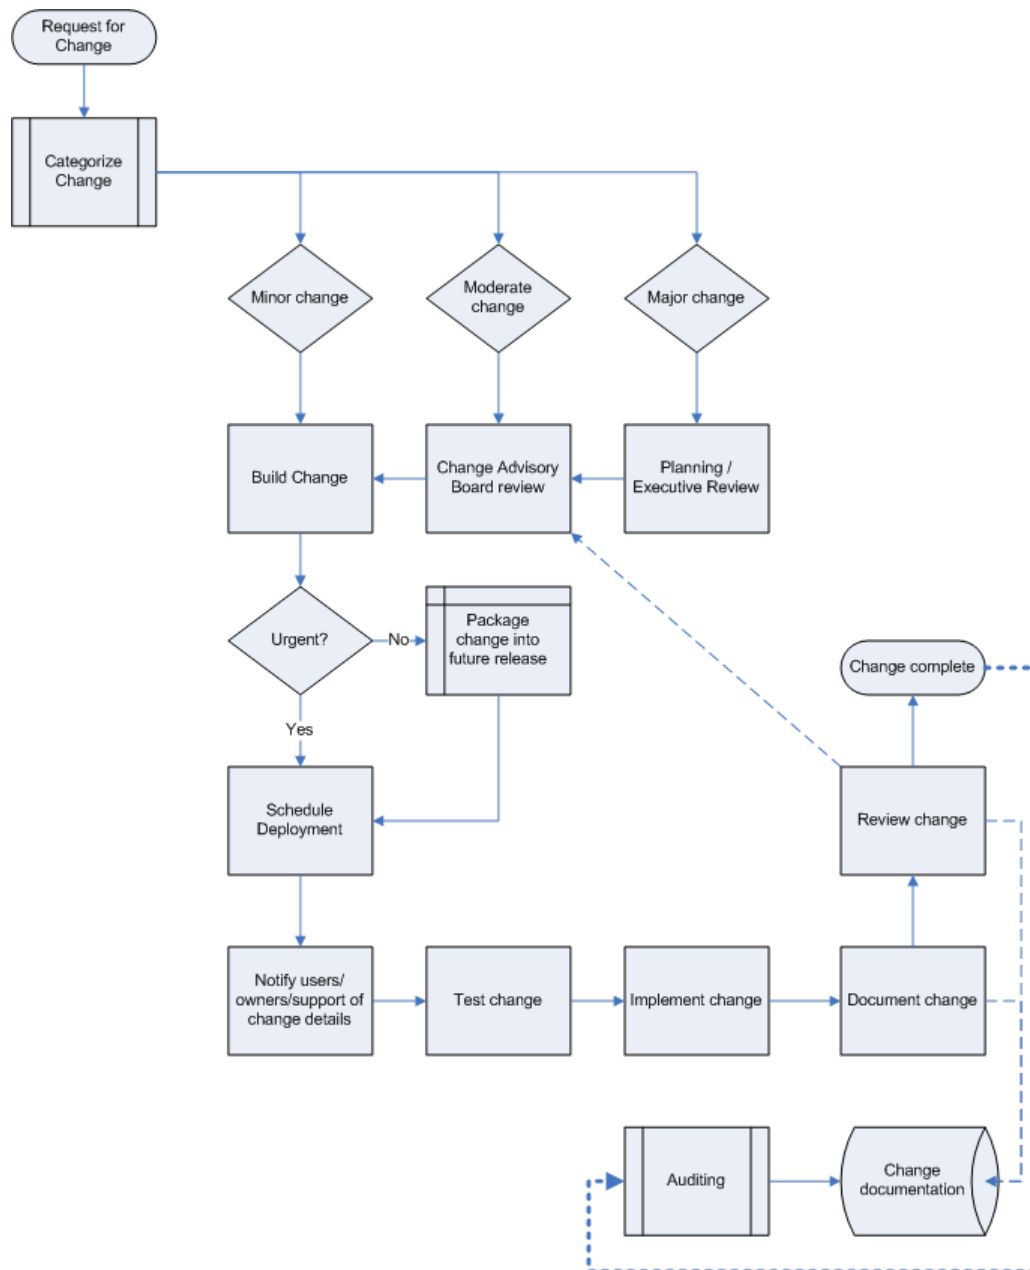 Request for
Change
Categorize
Change
Minor change
Moderate
change
Major change
Build Change
Change Advisory
Board review
Planning /
Executive Review
Urgent?
No
Package
change into
future release
Yes
Change complete
Schedule
Deployment
Review change
Notify users/
owners/support of
change details
Test change
Implement change
Document change
Auditing
Change
documentation